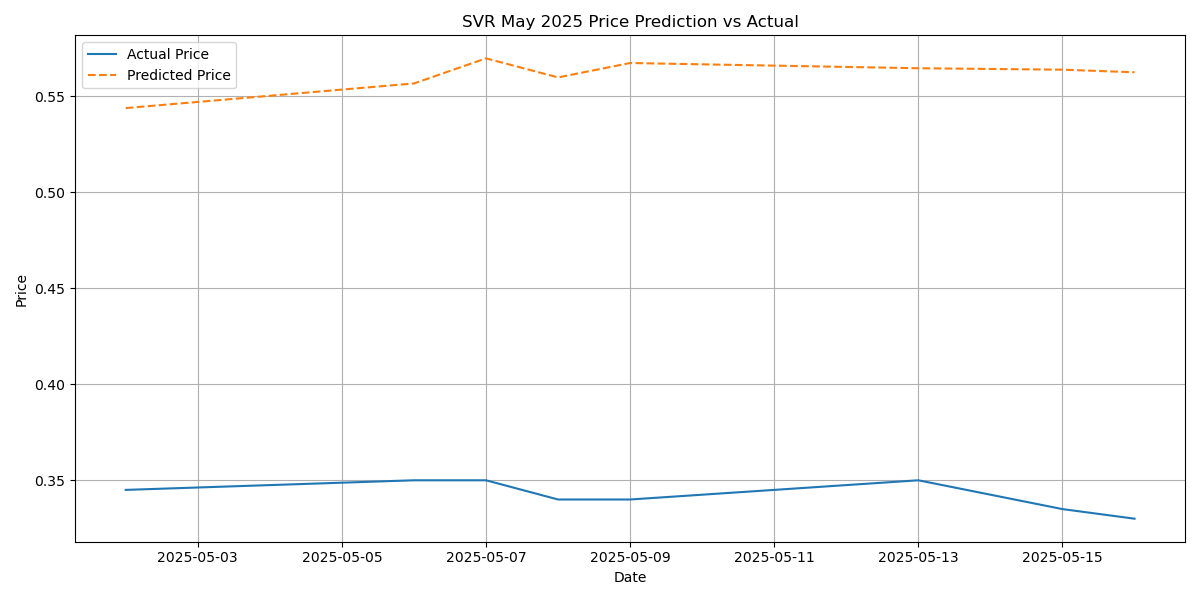 SVR May 2025 Price Prediction vs Actual
Actual Price
Predicted Price
Price
0.55
0.50
0.45
0.40
0.35
2025-05-03 2025-05-05 2025-05-07 2025-05-09 2025-05-11 2025-05-13 2025-05-15
Date